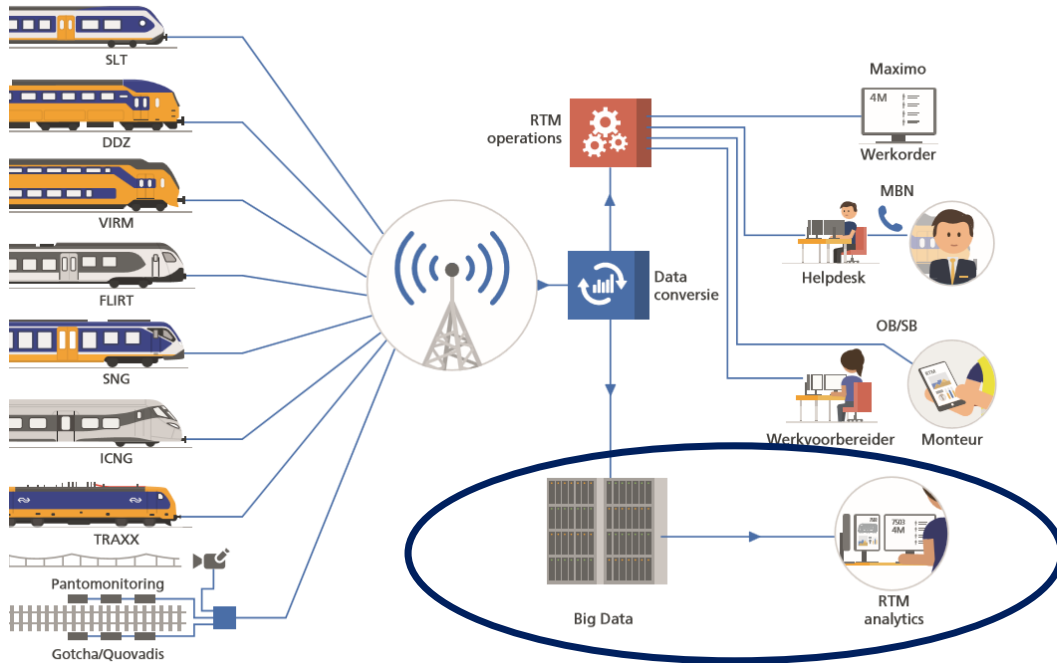 SLT
DDZ
VIRM
FLIRT
SNG
ICNG
TRAXX
Pantomonitoring
Gotcha/Quovadis
RTM
operations
Data
conversie
Maximo
4M
Werkorder
MBN
Helpdesk
OB/SB
RTM
Werkvoorbereider
Monteur
Big Data
7503
4M
RTM
analytics